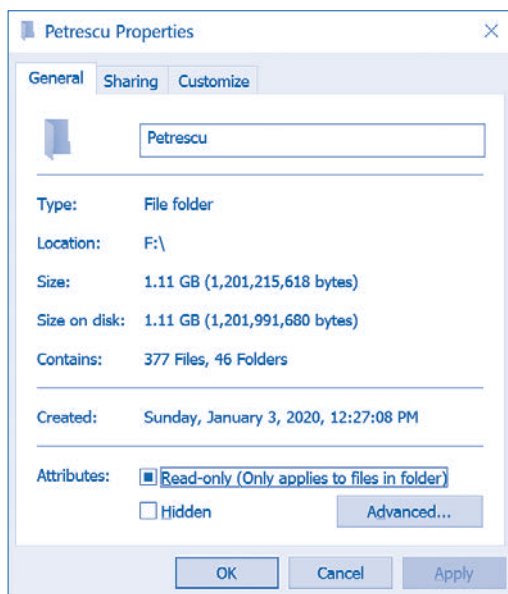 Petrescu Properties
General Sharing Customize
Petrescu
Type: File folder
Location: F:\
Size: 1.11 GB (1,201,215,618 bytes)
Size on disk: 1.11 GB (1,201,991,680 bytes)
Contains: 377 Files, 46 Folders
Created: Sunday, January 3, 2020, 12:27:08 PM
Attributes: Read-only (Only applies to files in folder)
Hidden Advanced...
OK Cancel Apply